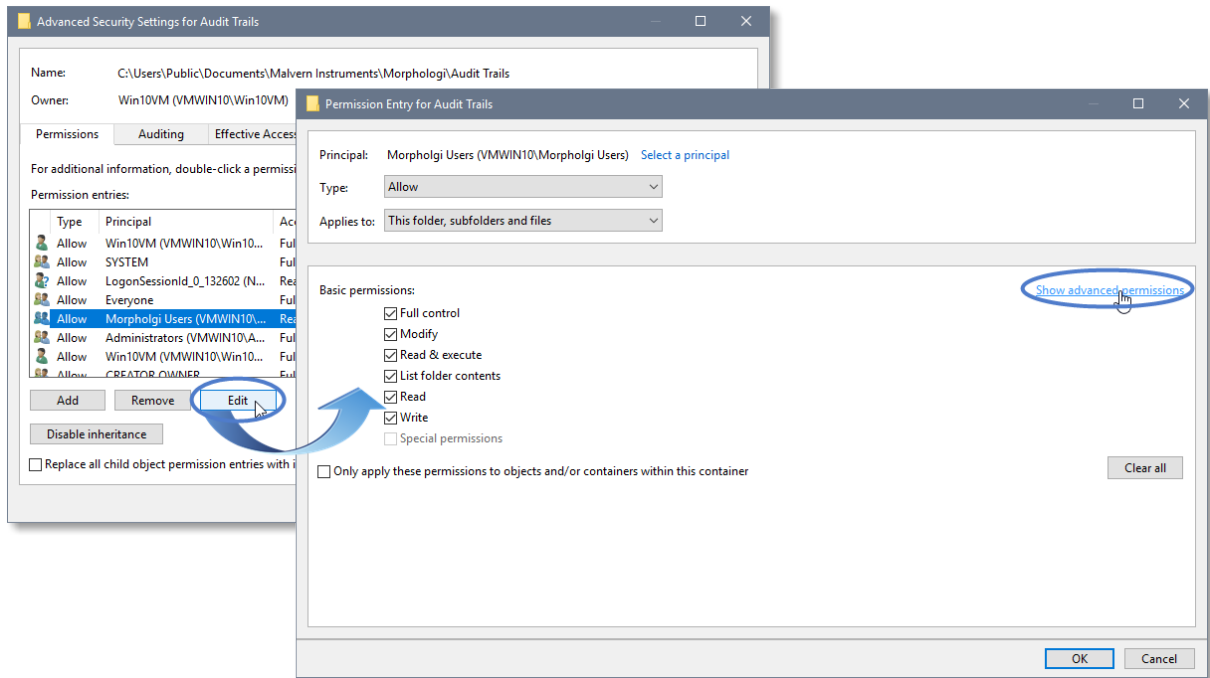 Advanced Security Settings for Audit Trails
Name: C:\Users\Public\Documents\Malvern Instruments\Morphologi\Audit Trails
Owner: Win10VM (VMWIN10\Win10VM)
Permissions Auditing Effective Access
For additional information, double-click a permissi
Permission entries:
Type Principal Acc
Allow Win10VM (VMWIN10\Win10... Ful
Allow SYSTEM Ful
Allow LogonSessionId_0_132602 (N... Rea
Allow Everyone Ful
Allow Morpholgi Users (VMWIN10\... Rea
Allow Administrators (VMWIN10\A... Ful
Allow Win10VM (VMWIN10\Win10... Ful
Allow CREATOR OWNER Ful
Add Remove Edit
Disable inheritance
Replace all child object permission entries with i
Permission Entry for Audit Trails
Principal: Morpholgi Users (VMWIN10\Morpholgi Users) Select a principal
Type: Allow
Applies to: This folder, subfolders and files
Basic permissions: Show advanced permissions
Full control
Modify
Read & execute
List folder contents
Read
Write
Special permissions
Only apply these permissions to objects and/or containers within this container
Clear all
OK Cancel